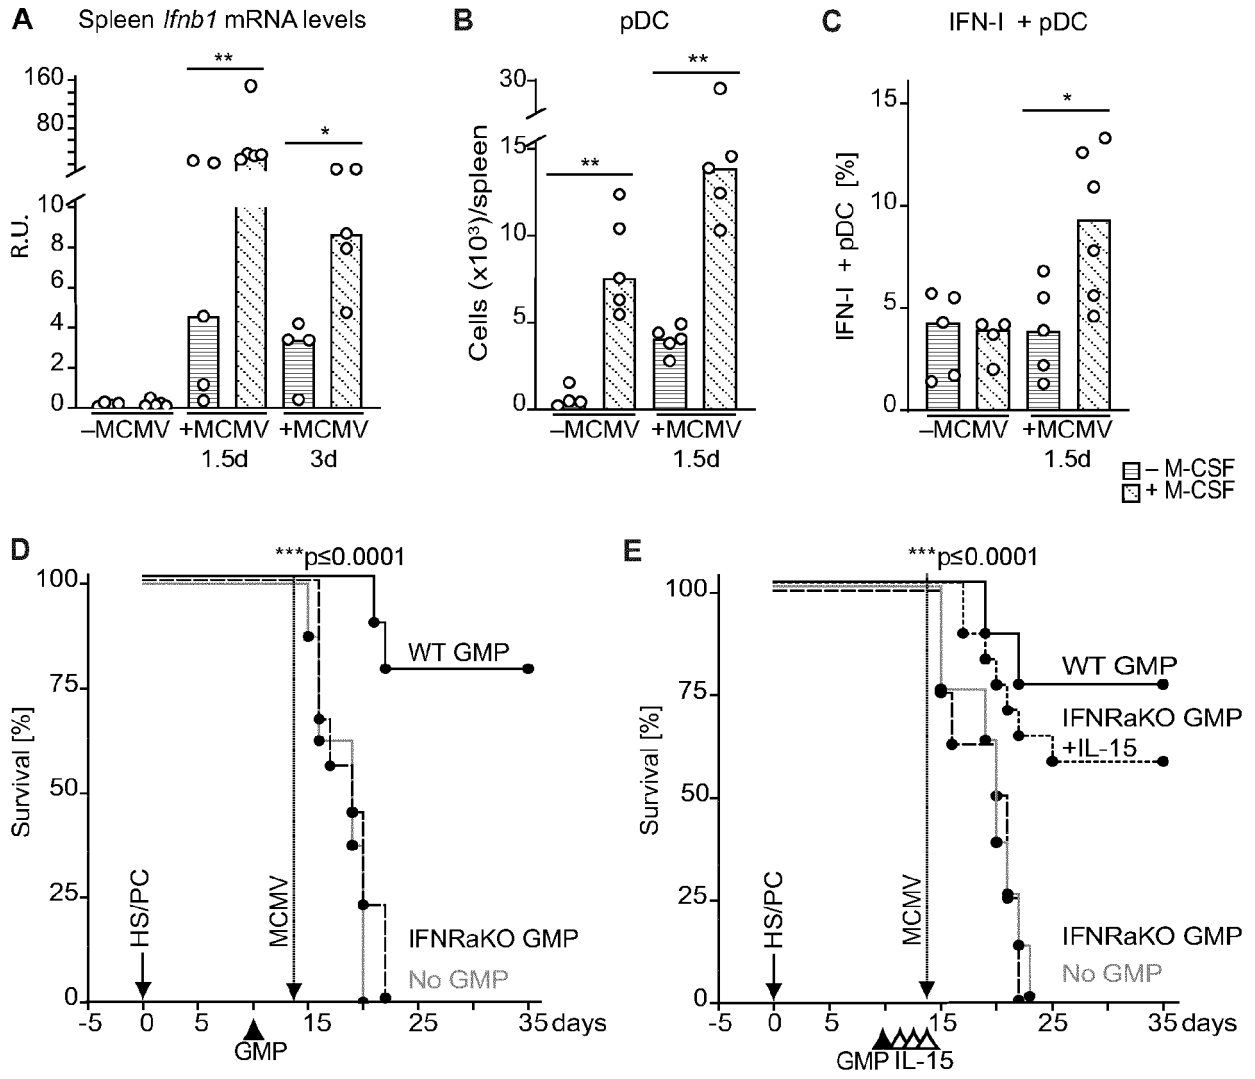 A Spleen Ifnb1 mRNA levels
**
*
160
80
10
8
6
4
2
0
R.U.
–MCMV +MCMV +MCMV
1.5d 3d
B pDC
**
**
30
15
10
5
0
Cells (x10³)/spleen
–MCMV +MCMV
1.5d
C IFN-I + pDC
*
15
10
5
0
IFN-I + pDC [%]
–MCMV +MCMV
1.5d
– M-CSF
+ M-CSF
D
***p≤0.0001
100
75
50
25
0
Survival [%]
HS/PC
MCMV
WT GMP
IFNRaKO GMP
No GMP
-5 0 5 15 25 35 days
GMP
E
***p≤0.0001
100
75
50
25
0
Survival [%]
HS/PC
MCMV
WT GMP
IFNRaKO GMP
+IL-15
IFNRaKO GMP
No GMP
-5 0 5 15 25 35 days
GMP IL-15